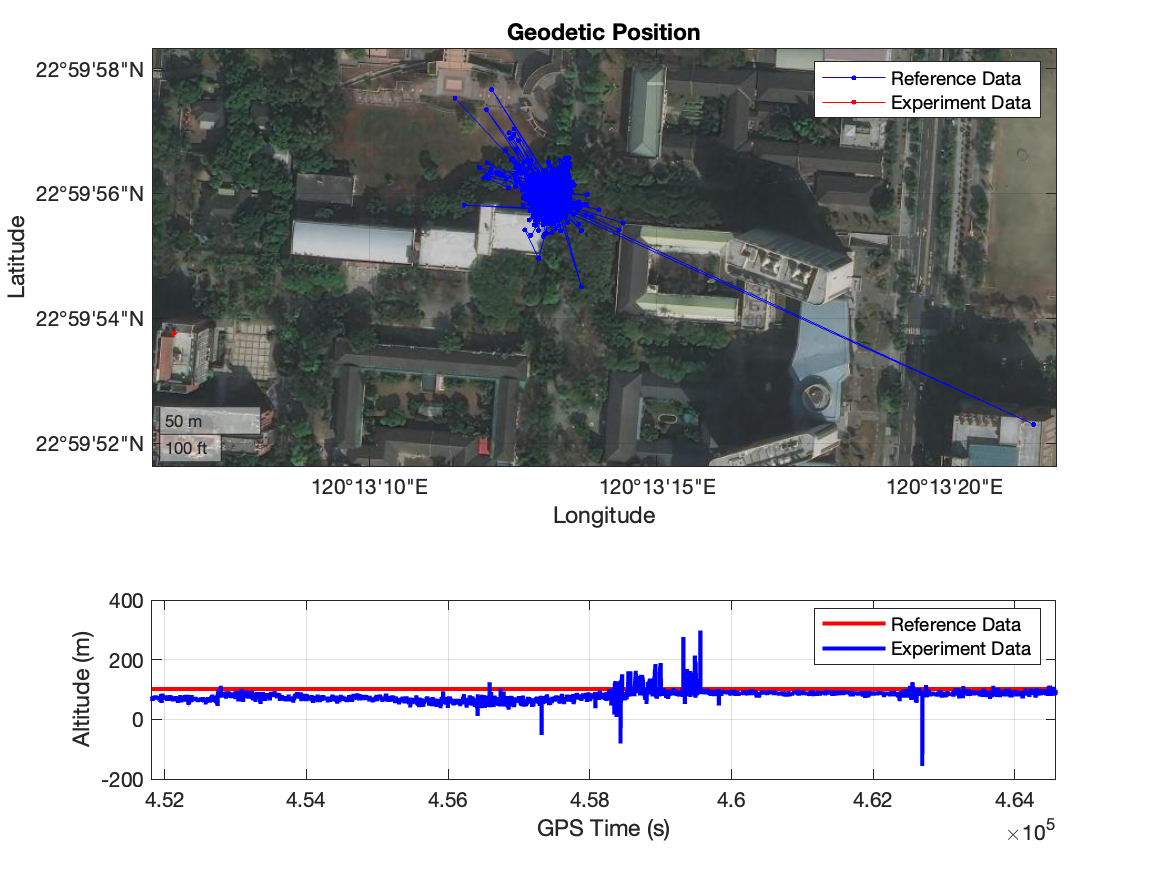 Geodetic Position
22°59'58"N
22°59'56"N
22°59'54"N
22°59'52"N
Latitude
Reference Data
Experiment Data
50 m
100 ft
120°13'10"E
120°13'15"E
120°13'20"E
Longitude
400
200
0
-200
Altitude (m)
Reference Data
Experiment Data
4.52
4.54
4.56
4.58
4.6
4.62
4.64
GPS Time (s)
×10⁵